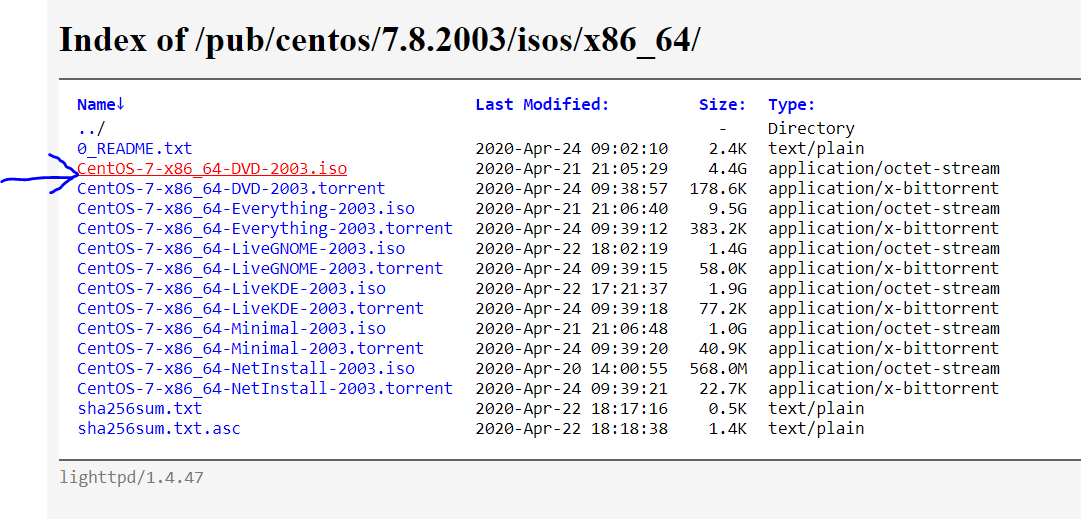 Index of /pub/centos/7.8.2003/isos/x86_64/
Name↓ Last Modified: Size: Type:
../ - Directory
0_README.txt 2020-Apr-24 09:02:10 2.4K text/plain
CentOS-7-x86_64-DVD-2003.iso 2020-Apr-21 21:05:29 4.4G application/octet-stream
CentOS-7-x86_64-DVD-2003.torrent 2020-Apr-24 09:38:57 178.6K application/x-bittorrent
CentOS-7-x86_64-Everything-2003.iso 2020-Apr-21 21:06:40 9.5G application/octet-stream
CentOS-7-x86_64-Everything-2003.torrent 2020-Apr-24 09:39:12 383.2K application/x-bittorrent
CentOS-7-x86_64-LiveGNOME-2003.iso 2020-Apr-22 18:02:19 1.4G application/octet-stream
CentOS-7-x86_64-LiveGNOME-2003.torrent 2020-Apr-24 09:39:15 58.0K application/x-bittorrent
CentOS-7-x86_64-LiveKDE-2003.iso 2020-Apr-22 17:21:37 1.9G application/octet-stream
CentOS-7-x86_64-LiveKDE-2003.torrent 2020-Apr-24 09:39:18 77.2K application/x-bittorrent
CentOS-7-x86_64-Minimal-2003.iso 2020-Apr-21 21:06:48 1.0G application/octet-stream
CentOS-7-x86_64-Minimal-2003.torrent 2020-Apr-24 09:39:20 40.9K application/x-bittorrent
CentOS-7-x86_64-NetInstall-2003.iso 2020-Apr-20 14:00:55 568.0M application/octet-stream
CentOS-7-x86_64-NetInstall-2003.torrent 2020-Apr-24 09:39:21 22.7K application/x-bittorrent
sha256sum.txt 2020-Apr-22 18:17:16 0.5K text/plain
sha256sum.txt.asc 2020-Apr-22 18:18:38 1.4K text/plain
lighttpd/1.4.47